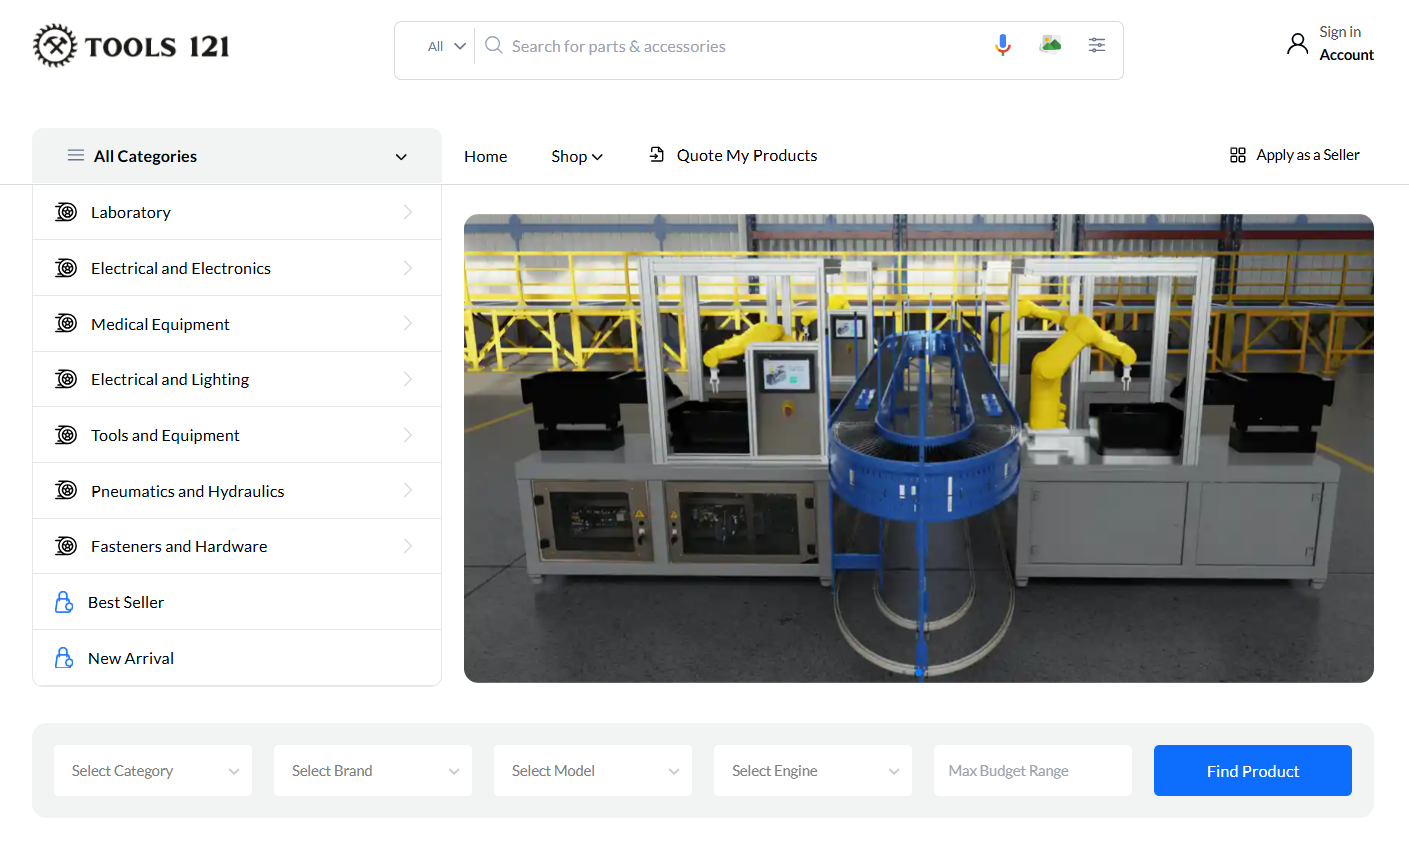 TOOLS 121
All
Search for parts & accessories
Sign in
Account
All Categories
Home
Shop
Quote My Products
Apply as a Seller
Laboratory
Electrical and Electronics
Medical Equipment
Electrical and Lighting
Tools and Equipment
Pneumatics and Hydraulics
Fasteners and Hardware
Best Seller
New Arrival
Select Category
Select Brand
Select Model
Select Engine
Max Budget Range
Find Product